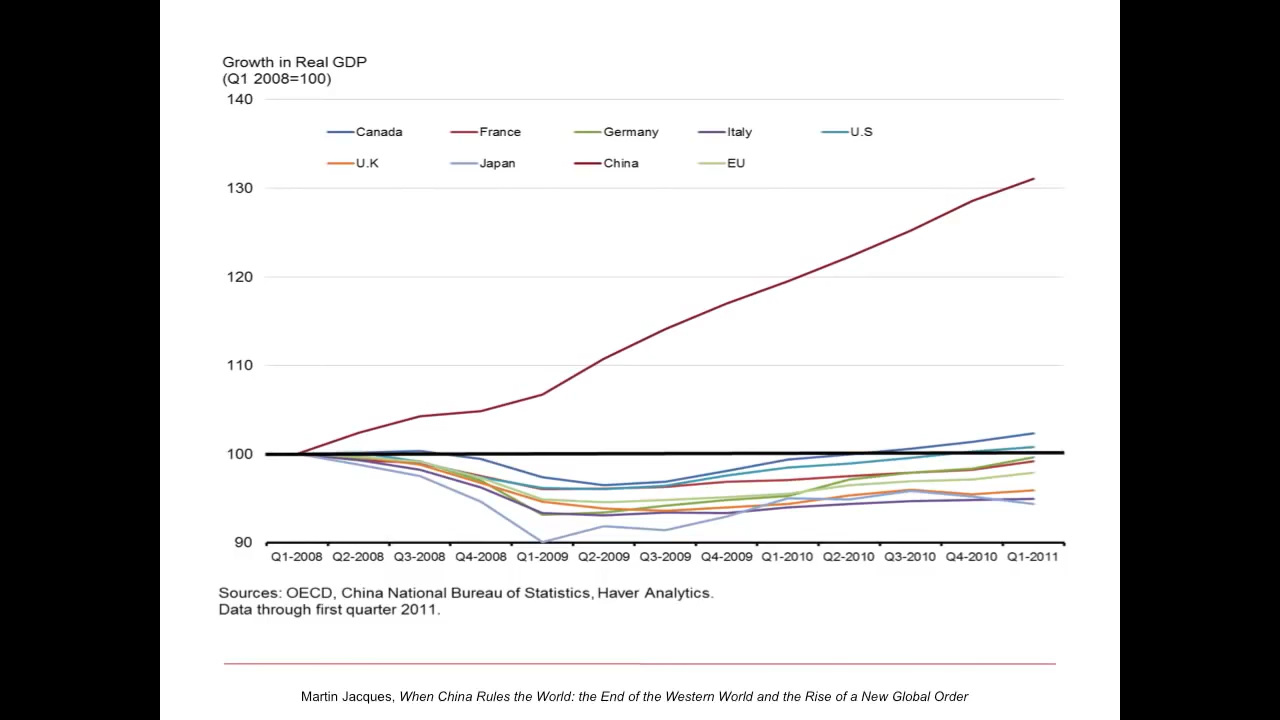 Growth in Real GDP
(Q1 2008=100)
140
Canada France Germany Italy U.S
U.K Japan China EU
130
120
110
100
90
Q1-2008 Q2-2008 Q3-2008 Q4-2008 Q1-2009 Q2-2009 Q3-2009 Q4-2009 Q1-2010 Q2-2010 Q3-2010 Q4-2010 Q1-2011
Sources: OECD, China National Bureau of Statistics, Haver Analytics.
Data through first quarter 2011.
Martin Jacques, When China Rules the World: the End of the Western World and the Rise of a New Global Order